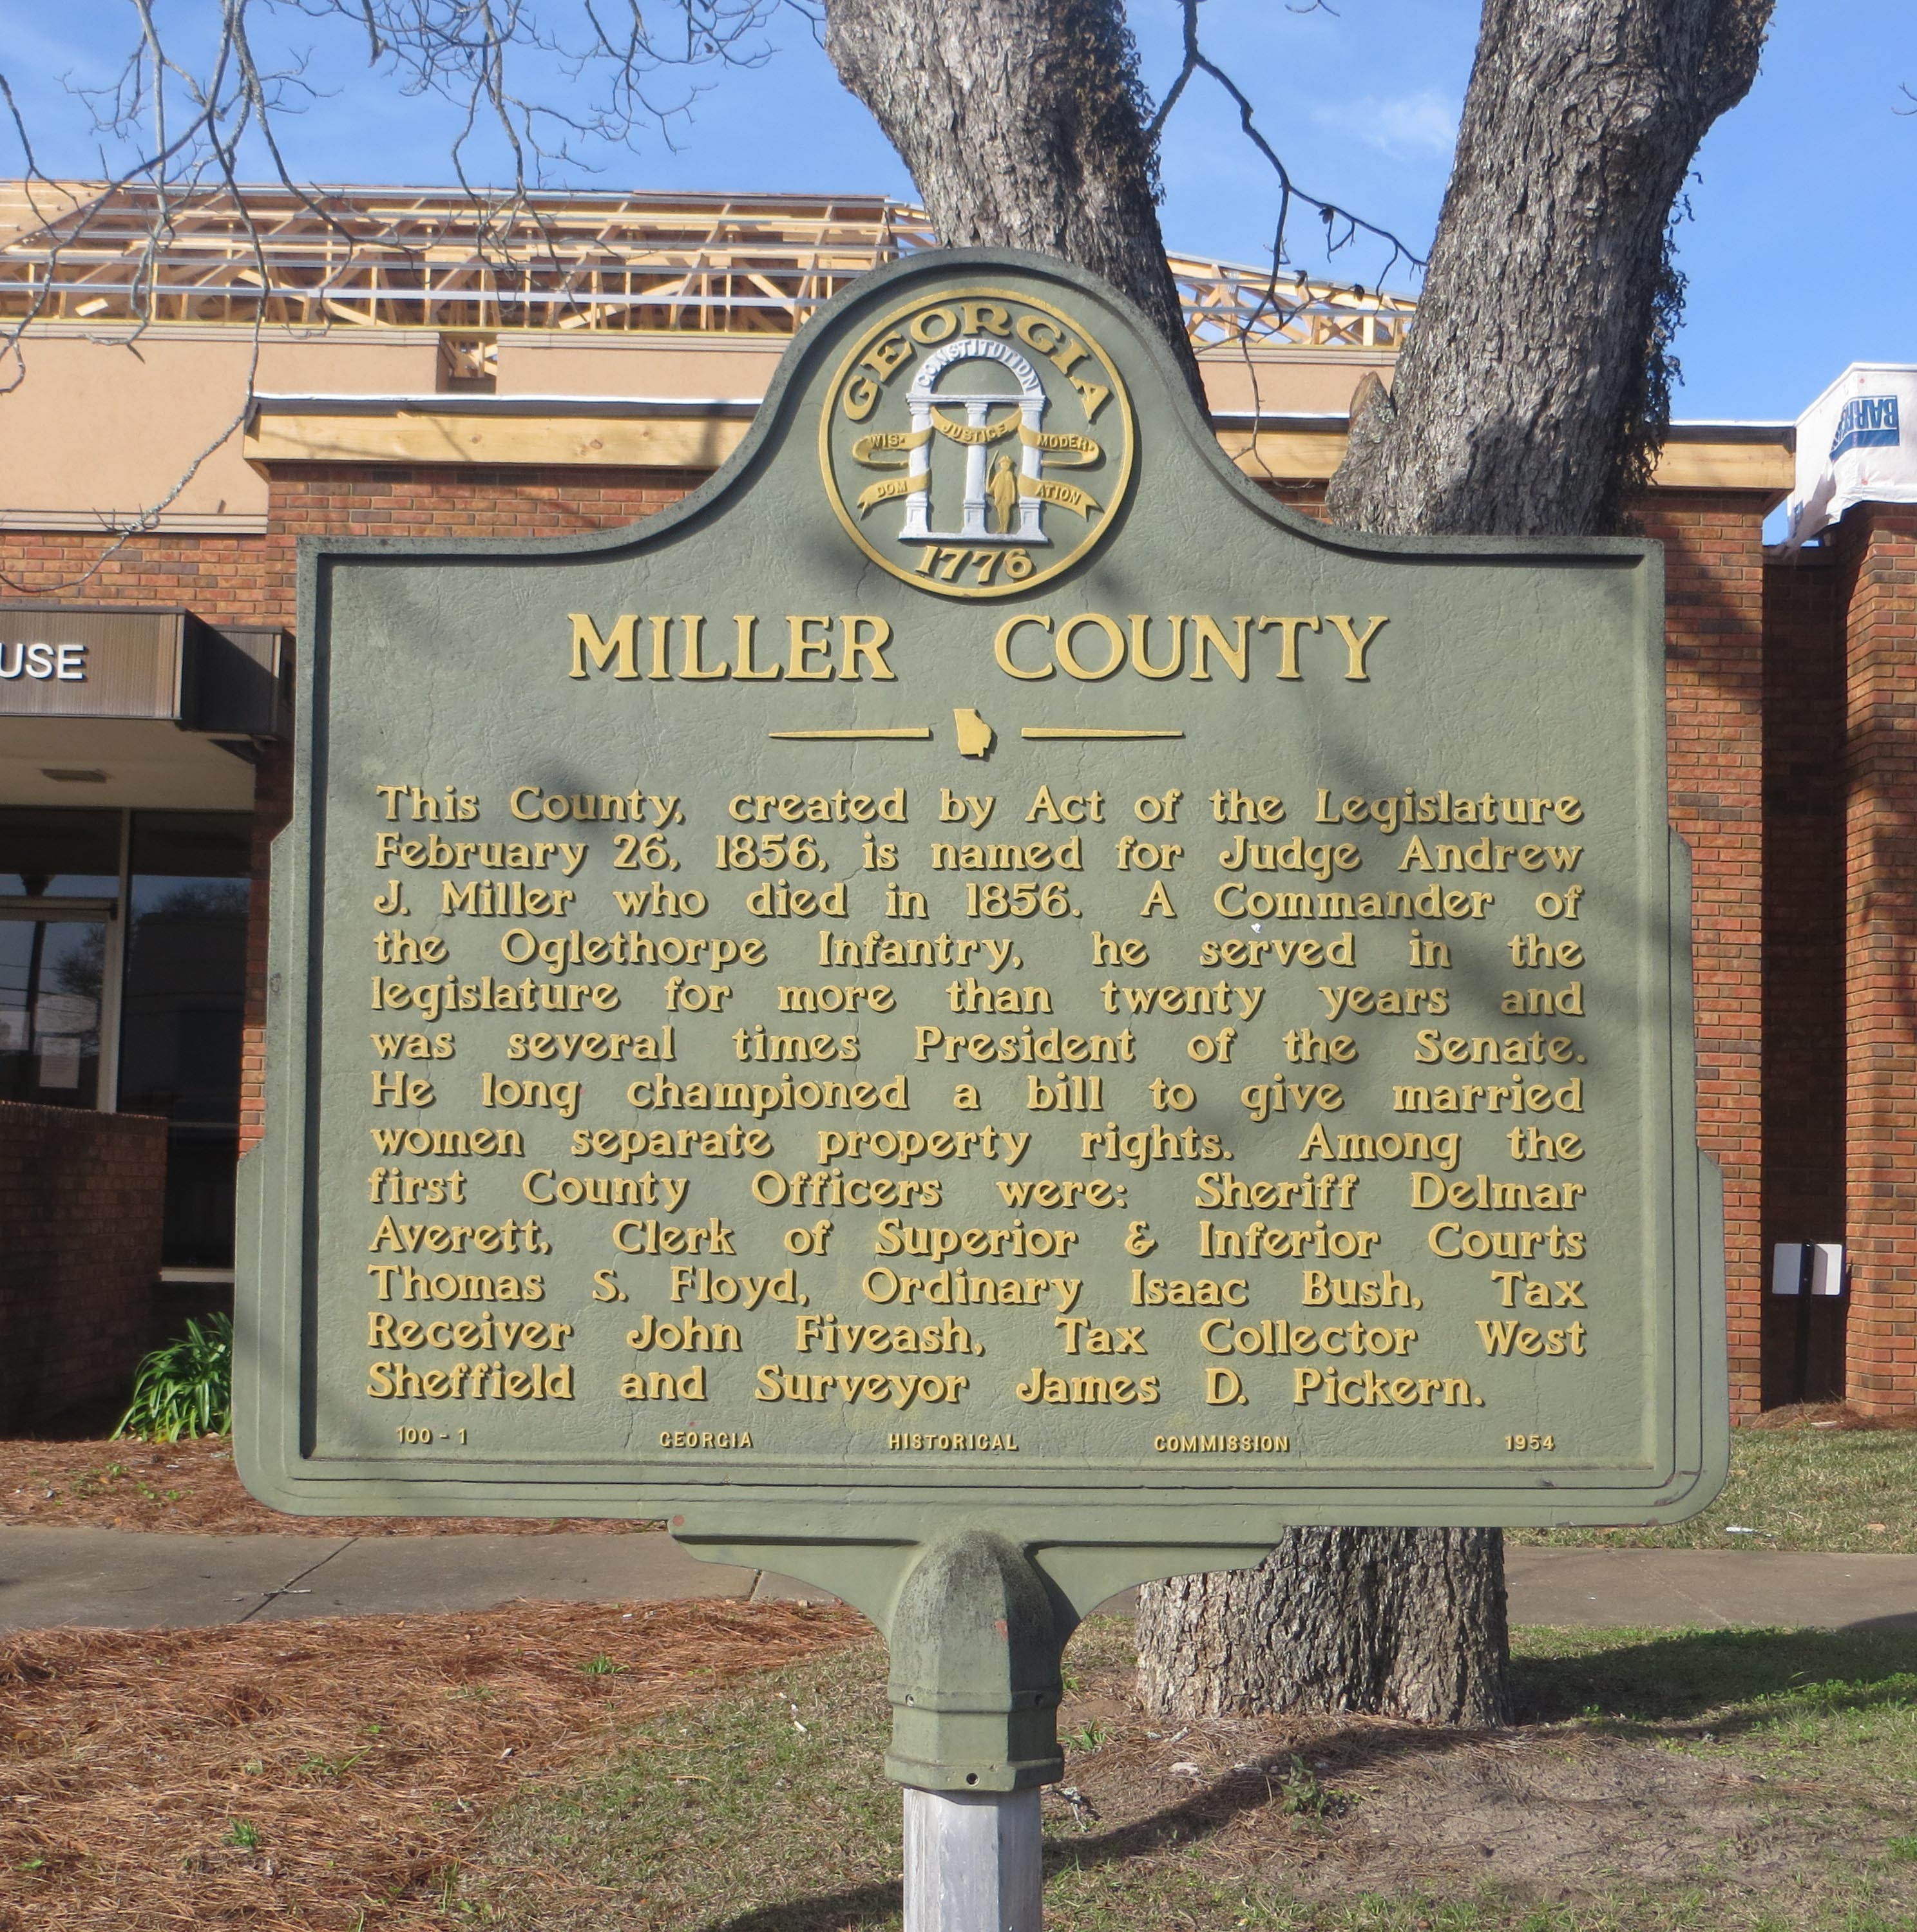 GEORGIA
CONSTITUTION
WIS- JUSTICE MODER-
DOM ATION
1776
USE
MILLER COUNTY
This County, created by Act of the Legislature
February 26, 1856, is named for Judge Andrew
J. Miller who died in 1856. A Commander of
the Oglethorpe Infantry, he served in the
legislature for more than twenty years and
was several times President of the Senate.
He long championed a bill to give married
women separate property rights. Among the
first County Officers were: Sheriff Delmar
Averett, Clerk of Superior & Inferior Courts
Thomas S. Floyd, Ordinary Isaac Bush, Tax
Receiver John Fiveash, Tax Collector West
Sheffield and Surveyor James D. Pickern.
100 - 1 GEORGIA HISTORICAL COMMISSION 1954